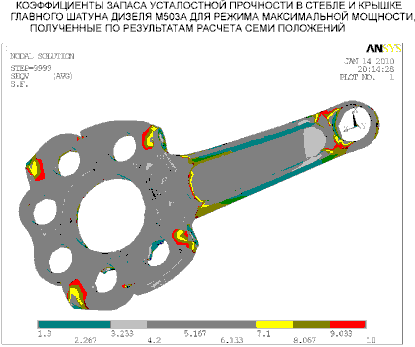 КОЭФФИЦИЕНТЫ ЗАПАСА УСТАЛОСТНОЙ ПРОЧНОСТИ В СТЕБЛЕ И КРЫШКЕ
ГЛАВНОГО ШАТУНА ДИЗЕЛЯ М503А ДЛЯ РЕЖИМА МАКСИМАЛЬНОЙ МОЩНОСТИ,
ПОЛУЧЕННЫЕ ПО РЕЗУЛЬТАТАМ РАСЧЕТА СЕМИ ПОЛОЖЕНИЙ
ANSYS
NODAL SOLUTION
JAN 14 2010
STEP=9999
20:14:28
SEQV (AVG)
PLOT NO. 1
S.F.
1.3 3.233 5.167 7.1 9.033
2.267 4.2 6.133 8.067 10